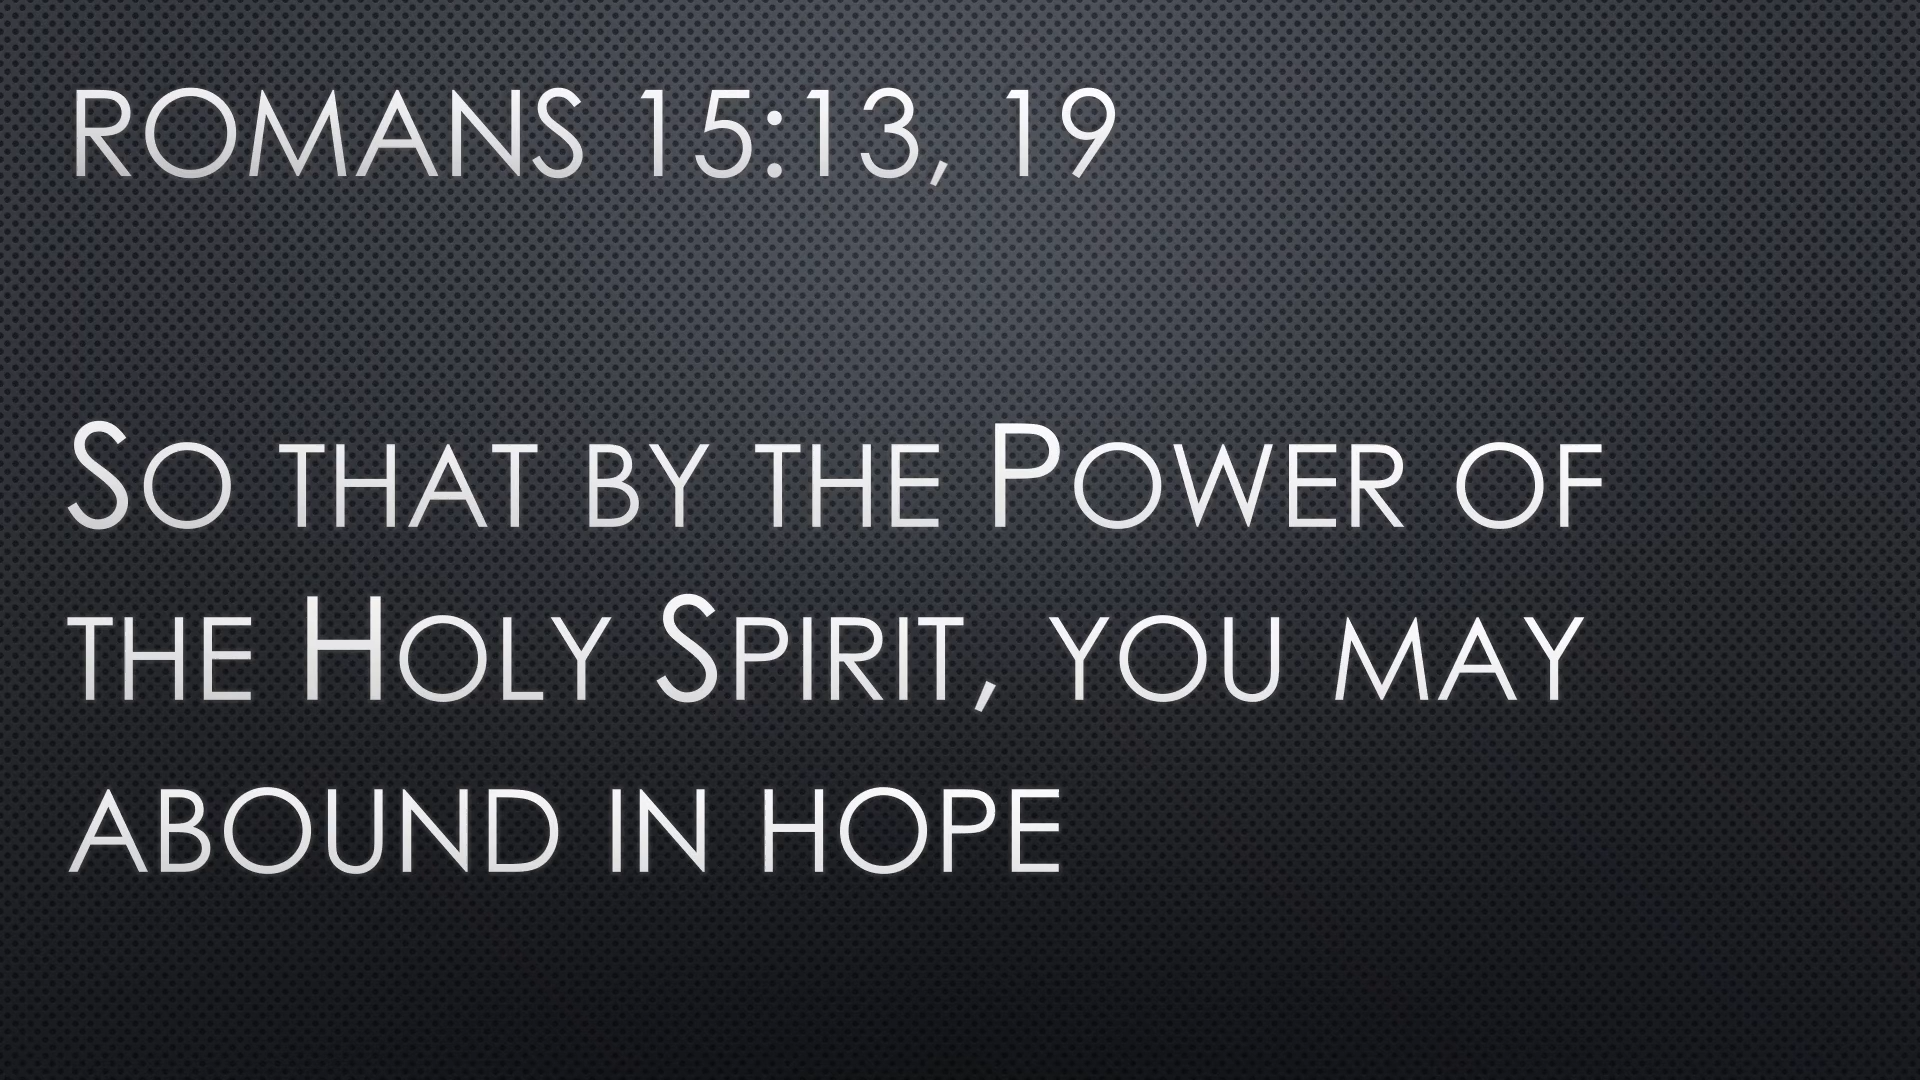 ROMANS 15:13, 19
So that by the Power of
the Holy Spirit, you may
abound in hope